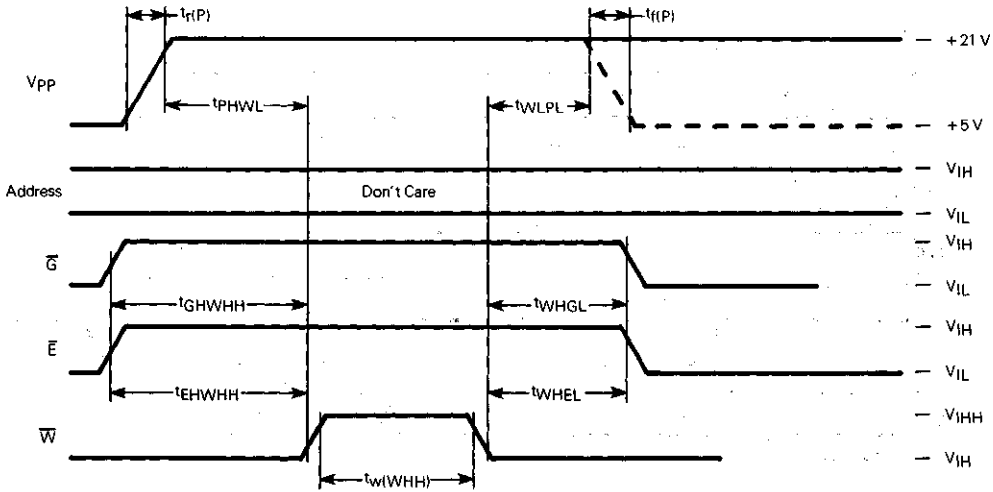 tr(P)
tf(P)
VPP
+21 V
tPHWL
tWLPL
+5 V
VIH
Address
Don't Care
VIL
G
VIH
tGHWHH
tWHGL
VIL
E
VIH
tEHWHH
tWHEL
VIL
W
VIHH
tw(WHH)
VIH